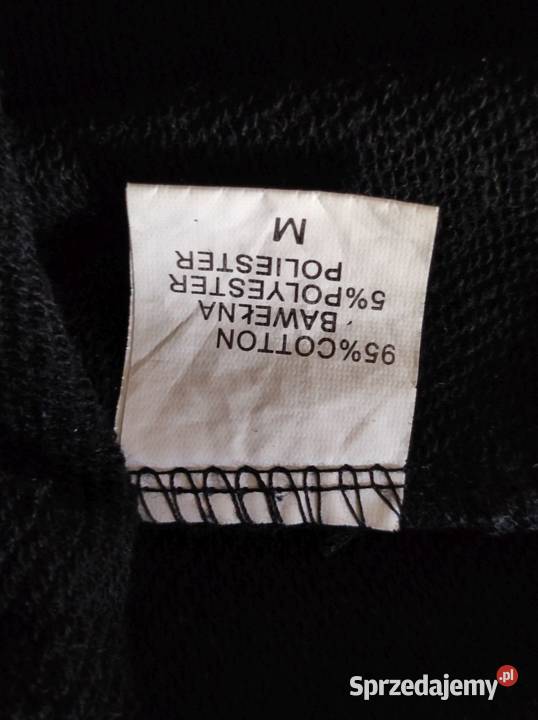 95%COTTON
BAWEŁNA
5%POLYESTER
POLIESTER
M
Sprzedajemy.pl